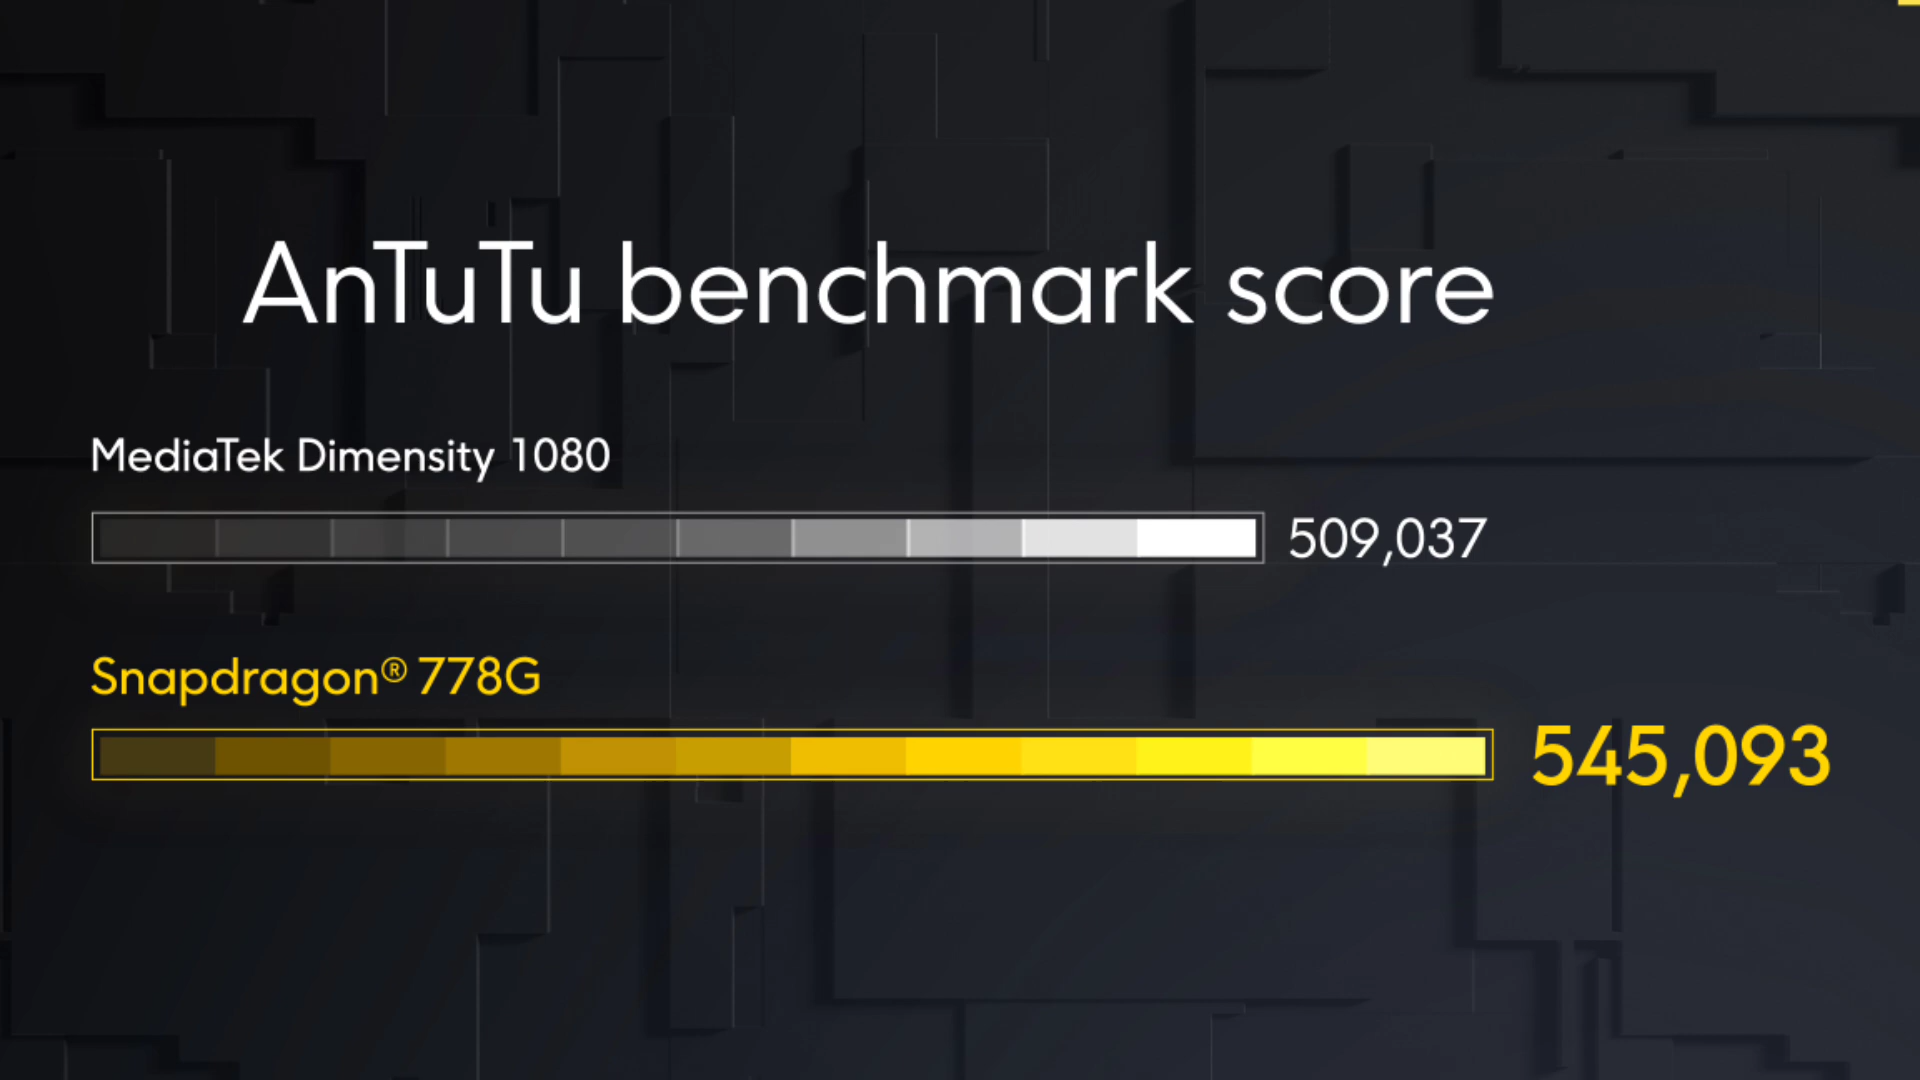 AnTuTu benchmark score
MediaTek Dimensity 1080
509,037
Snapdragon® 778G
545,093